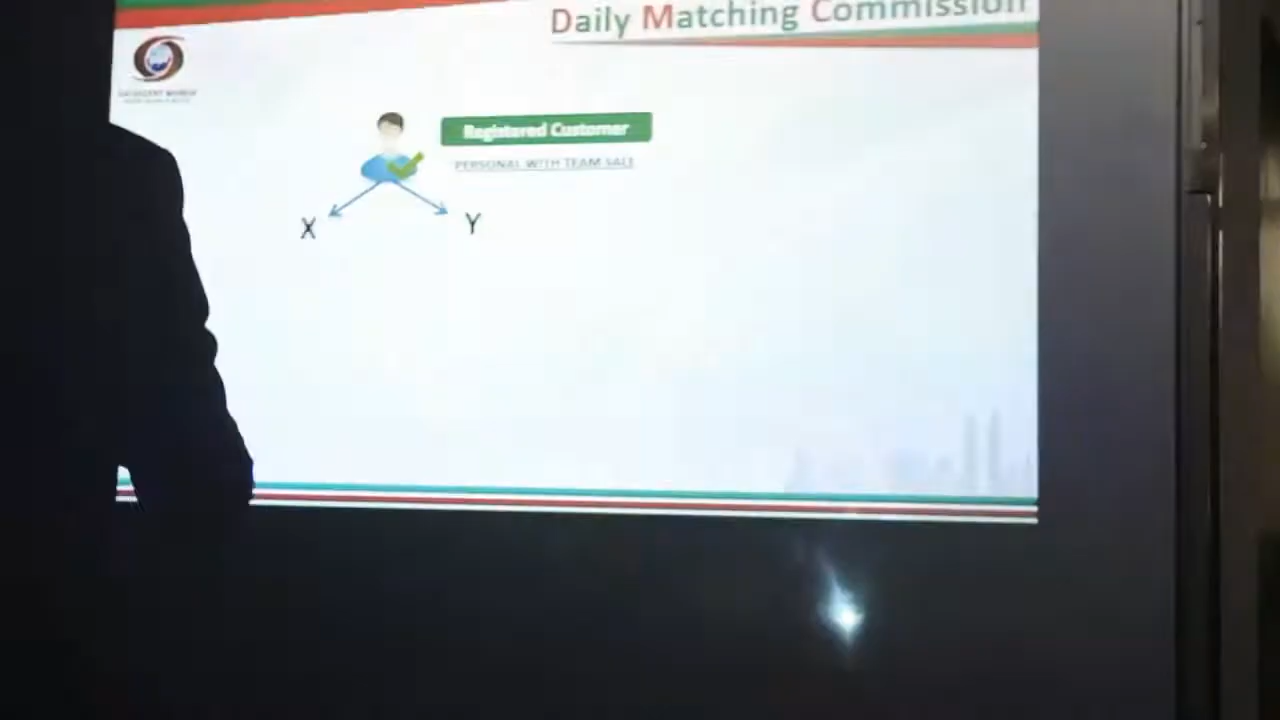 Daily Matching Commission
Registered Customer
PERSONAL WITH TEAM SALE
X
Y